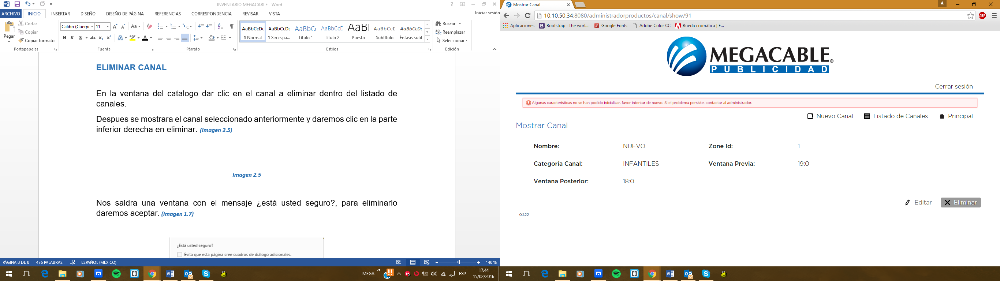 INVENTARIO MEGACABLE - Word
ARCHIVO INICIO INSERTAR DISEÑO DISEÑO DE PÁGINA REFERENCIAS CORRESPONDENCIA REVISAR VISTA Iniciar sesión
Pegar
Cortar
Copiar
Copiar formato
Portapapeles
Calibri (Cuerpo 11
Fuente
Párrafo
AaBbCcDc AaBbCcDc AaBbCc AaBbCcD AaBl AaBbCcD AaBbCcDc
¶ Normal ¶ Sin espa... Título 1 Título 2 Puesto Subtítulo Énfasis sutil
Estilos
Buscar
Reemplazar
Seleccionar
Edición
ELIMINAR CANAL
En la ventana del catalogo dar clic en el canal a eliminar dentro del listado de
canales.
Despues se mostrara el canal seleccionado anteriormente y daremos clic en la parte
inferior derecha en eliminar. (Imagen 2.5)
Imagen 2.5
Nos saldra una ventana con el mensaje ¿está usted seguro?, para eliminarlo
daremos aceptar. (Imagen 1.7)
¿Está usted seguro?
Evita que esta página cree cuadros de diálogo adicionales.
PÁGINA 8 DE 8 476 PALABRAS ESPAÑOL (MÉXICO) 140 %
MEGA ESP 17:44
15/02/2016
Mostrar Canal
10.10.50.34:8080/administradorproductos/canal/show/91
ABP
Aplicaciones Bootstrap · The worl... Google Fonts Adobe Color CC Rueda cromática | E...
MEGACABLE®
PUBLICIDAD
Cerrar sesión
Algunas características no se han podido inicializar, favor intentar de nuevo. Si el problema persiste, contactar al administrador.
Nuevo Canal Listado de Canales Principal
Mostrar Canal
Nombre: NUEVO Zone Id: 1
Categoría Canal: INFANTILES Ventana Previa: 19:0
Ventana Posterior: 18:0
Editar Eliminar
0.1.22